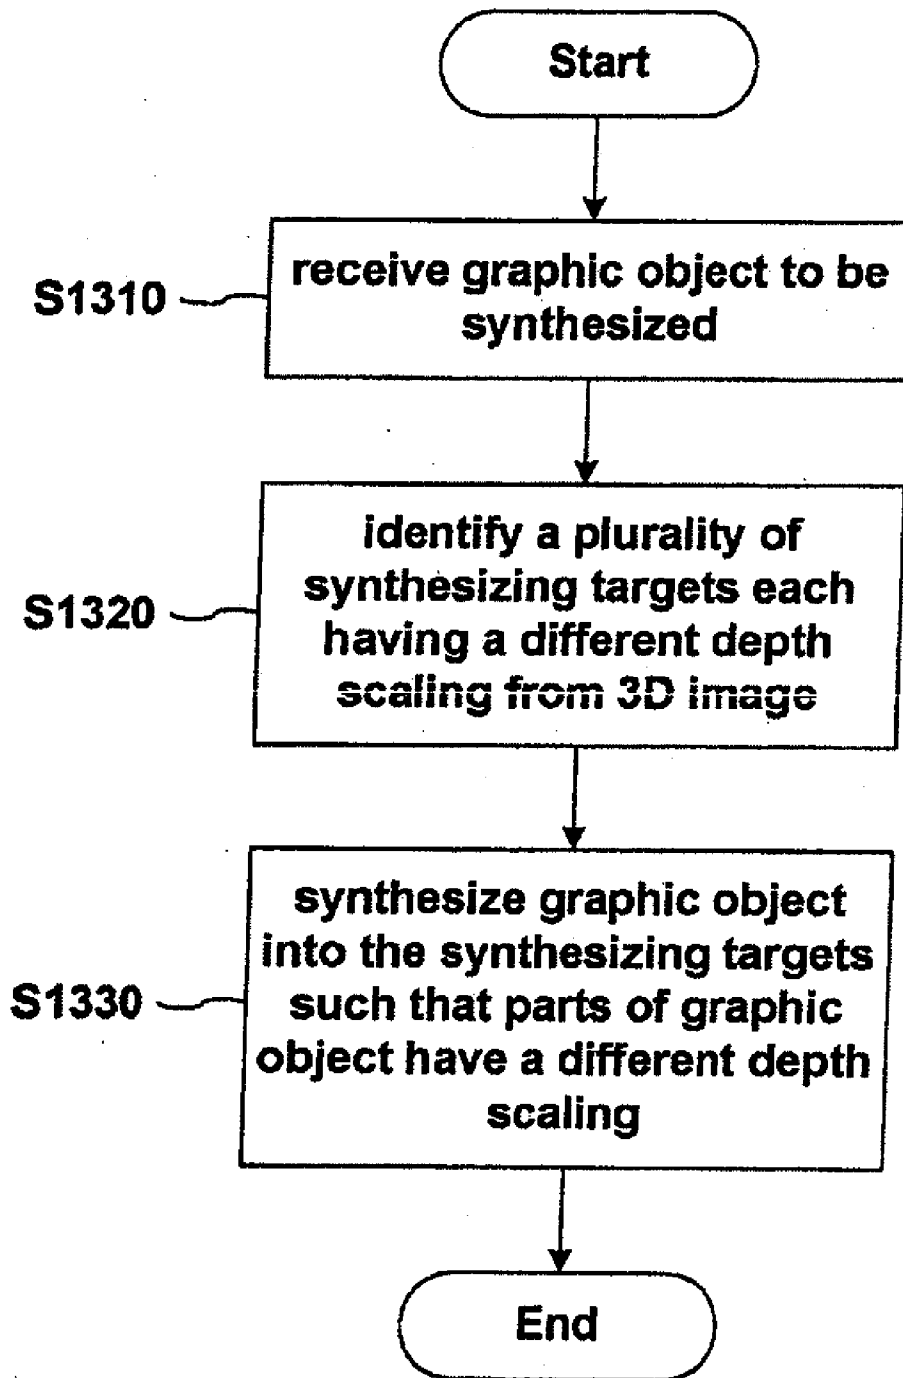 Start
S1310
receive graphic object to be
synthesized
S1320
identify a plurality of
synthesizing targets each
having a different depth
scaling from 3D image
S1330
synthesize graphic object
into the synthesizing targets
such that parts of graphic
object have a different depth
scaling
End